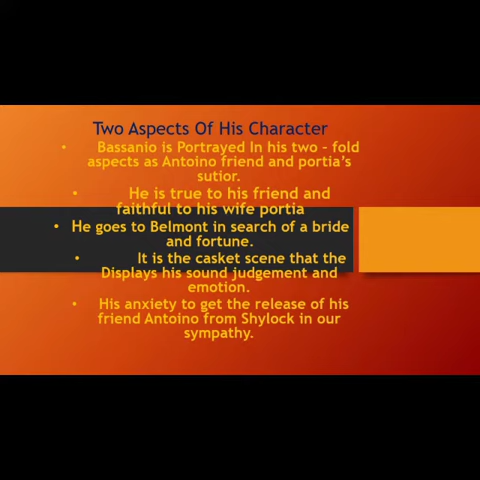 Two Aspects Of His Character
• Bassanio is Portrayed In his two - fold
aspects as Antoino friend and portia's
sutior.
• He is true to his friend and
faithful to his wife portia
• He goes to Belmont in search of a bride
and fortune.
• It is the casket scene that the
Displays his sound judgement and
emotion.
• His anxiety to get the release of his
friend Antoino from Shylock in our
sympathy.